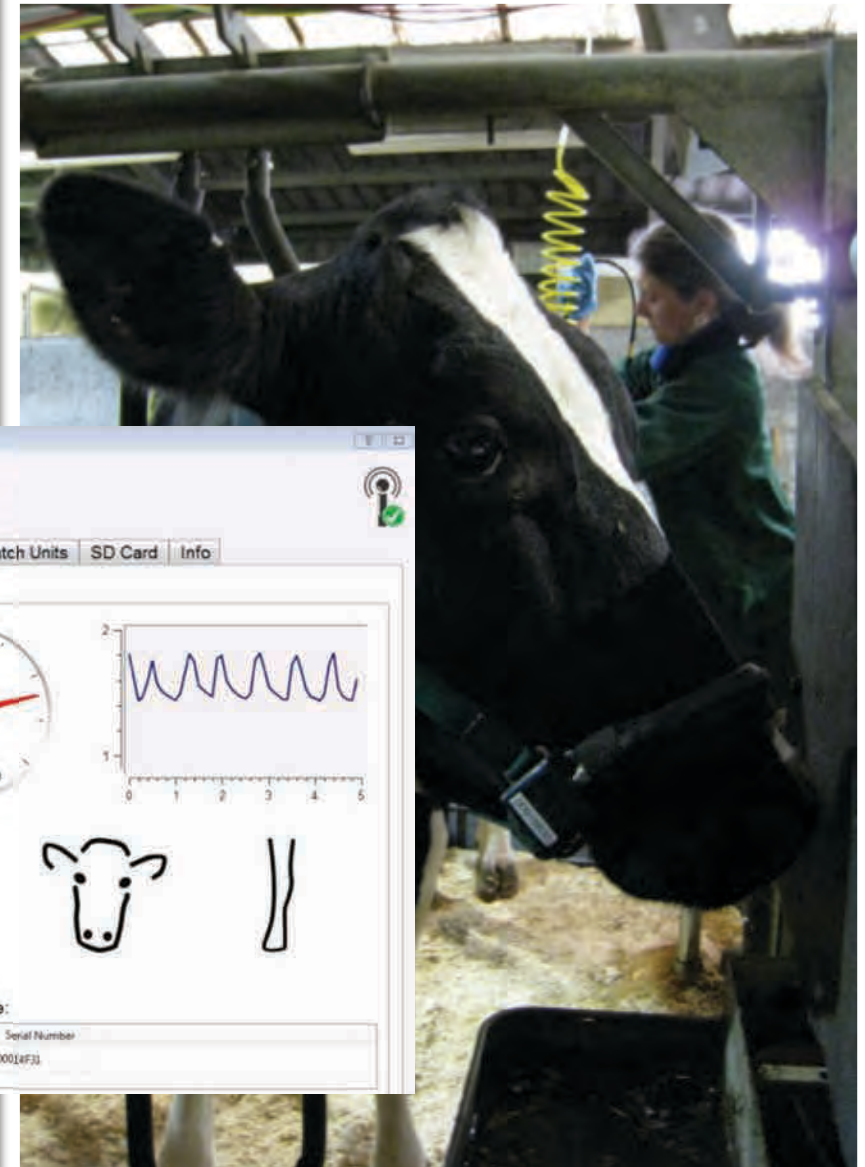 tch Units SD Card Info
2
1
0 1 2 3 4 5
e:
Serial Number
00014F31